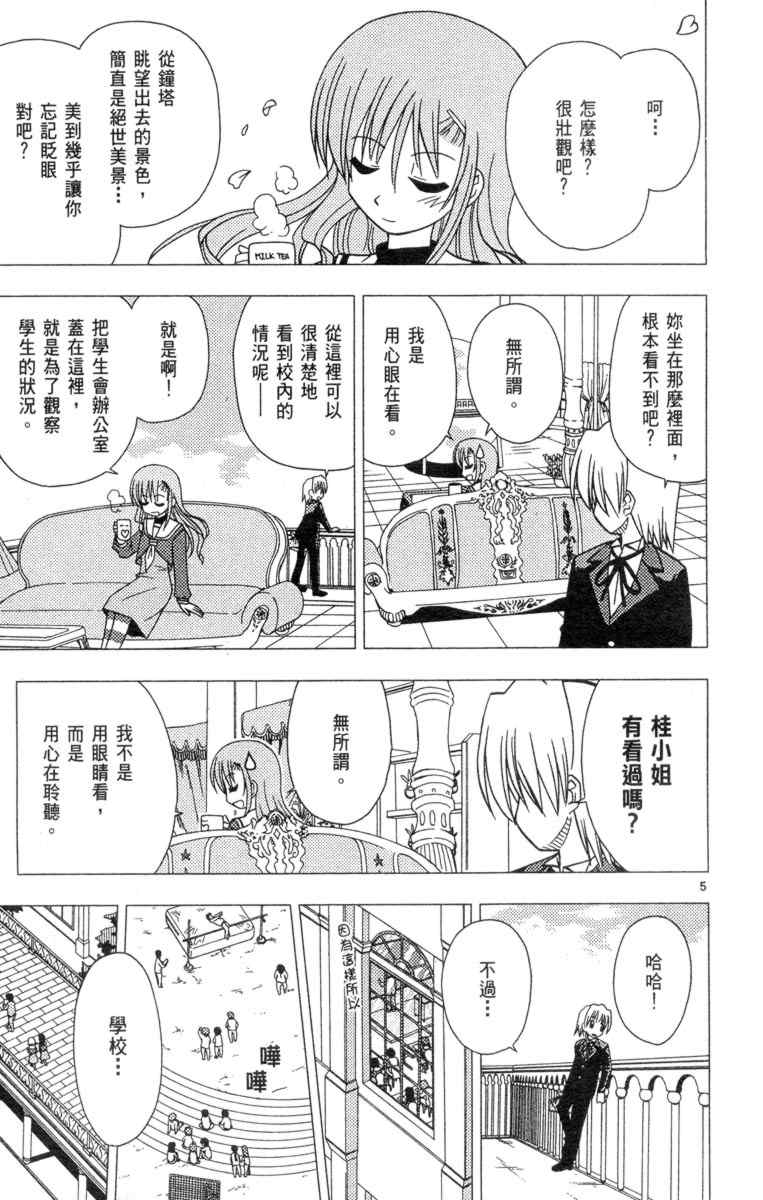 呵…
怎麼樣?
很壯觀吧?
從鐘塔
眺望出去的景色，
簡直是絕世美景…
美到幾乎讓你
忘記眨眼
對吧?
MILK TEA
妳坐在那麼裡面，
根本看不到吧?
無所謂。
我是
用心眼在看。
從這裡可以
很清楚地
看到校內的
情況呢──
就是啊!
把學生會辦公室
蓋在這裡，
就是為了觀察
學生的狀況。
桂小姐
有看過嗎?
無所謂。
我不是
用眼睛看，
而是
用心在聆聽。
5
哈哈!
不過…
因為這樣所以
嘩
嘩
學校…